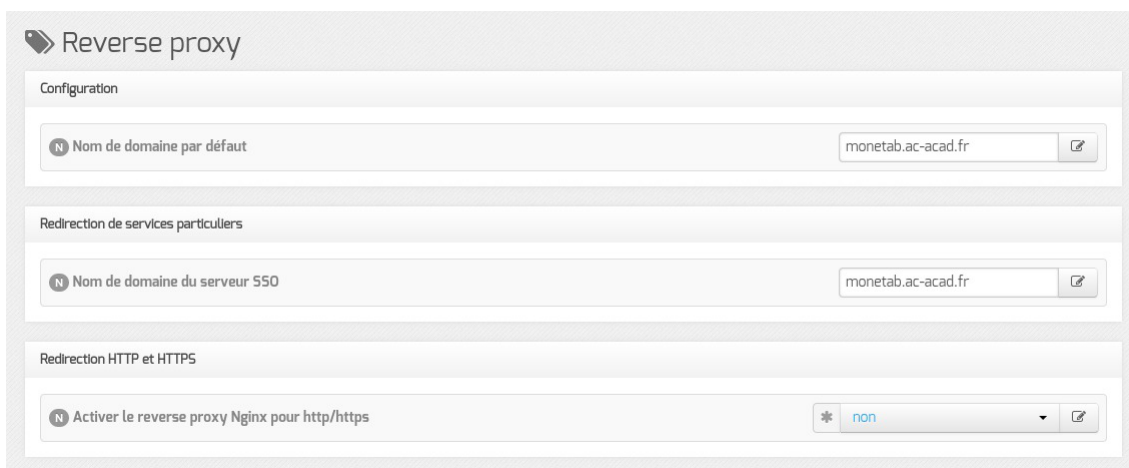 Reverse proxy
Configuration
N Nom de domaine par défaut
monetab.ac-acad.fr
Redirection de services particuliers
N Nom de domaine du serveur SSO
monetab.ac-acad.fr
Redirection HTTP et HTTPS
N Activer le reverse proxy Nginx pour http/https
non